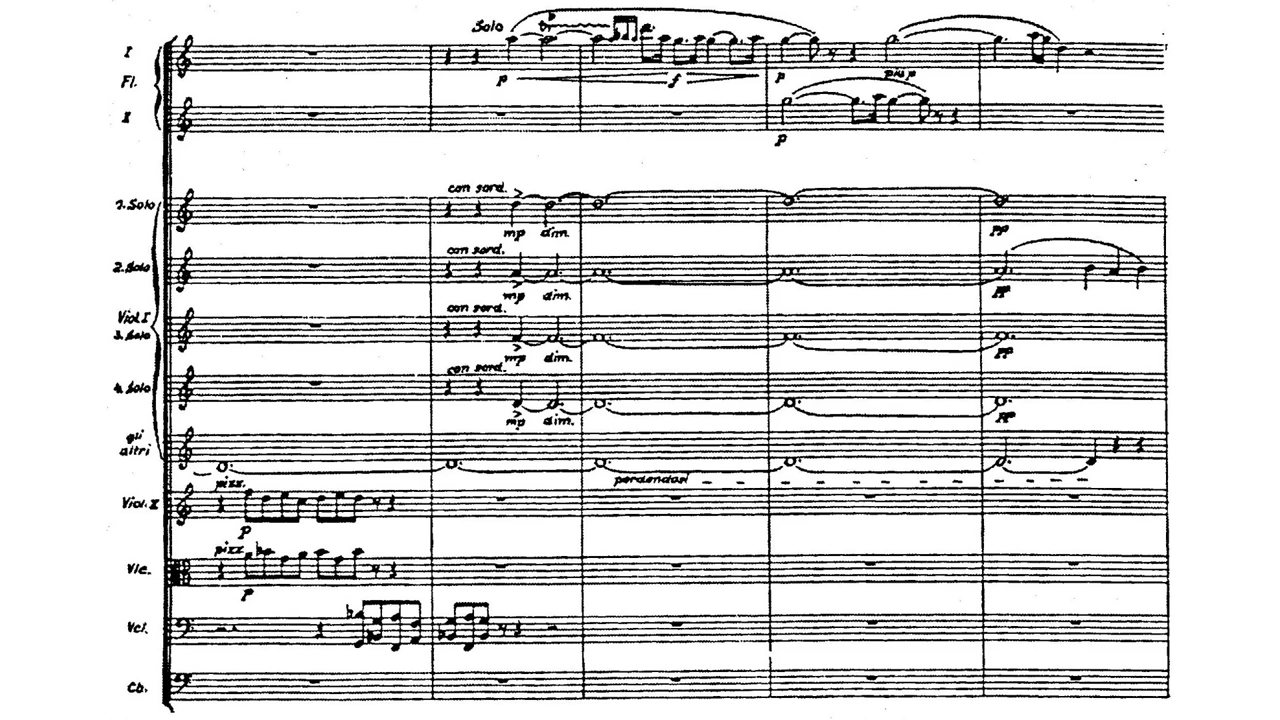 Solo
I
Fl.
p f p più p
II
p
con sord.
1. Solo
mp dim. pp
con sord.
2. Solo
mp dim. pp
con sord.
Viol. I
3. Solo
mp dim. pp
con sord.
4. Solo
mp dim. pp
gli
altri
pizz. perdendosi
Viol. II
p
pizz.
Vle.
p
Vcl.
Cb.